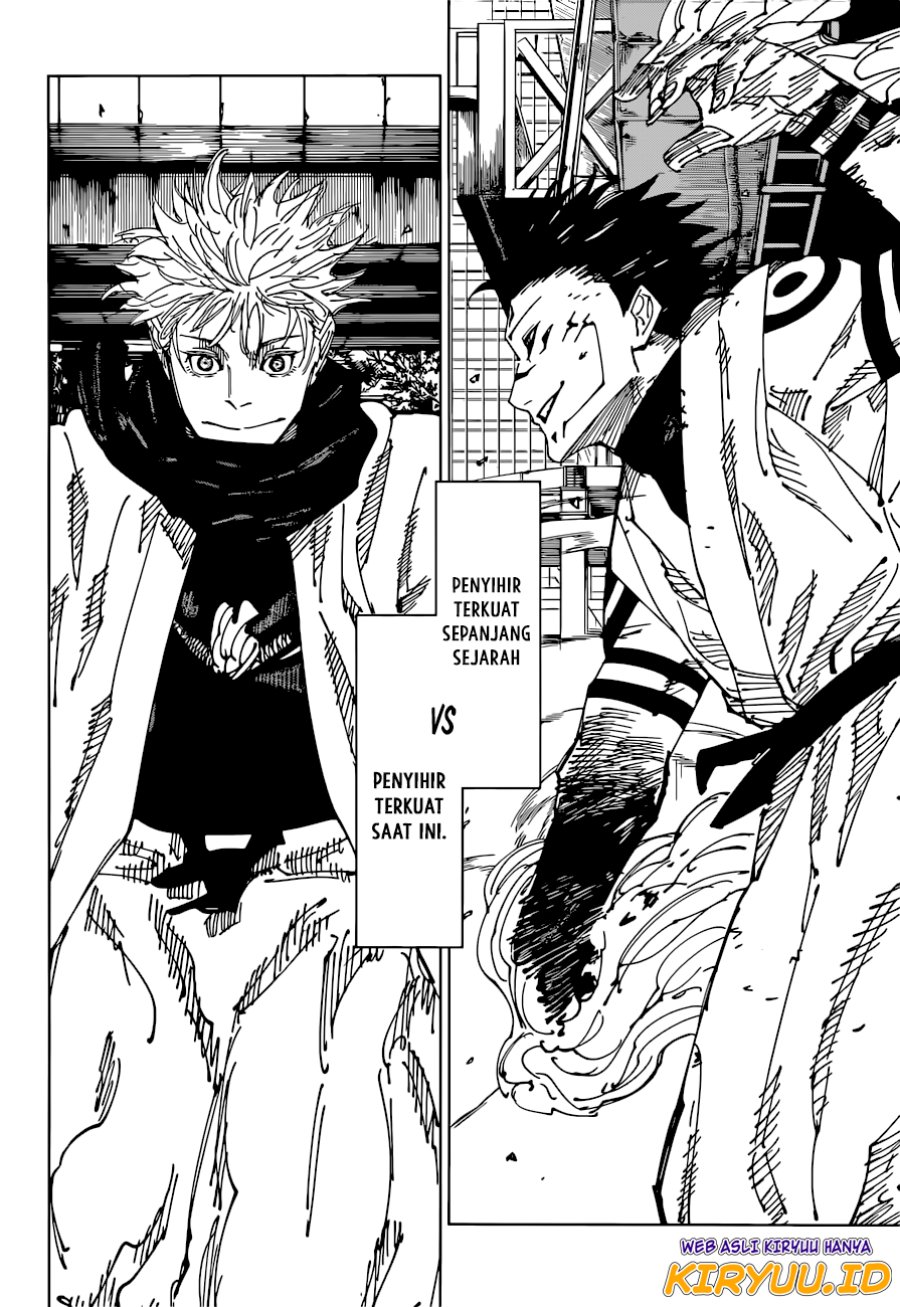 PENYIHIR
TERKUAT
SEPANJANG
SEJARAH
VS
PENYIHIR
TERKUAT
SAAT INI.
WEB ASLI KIRYUU HANYA
KIRYUU.ID